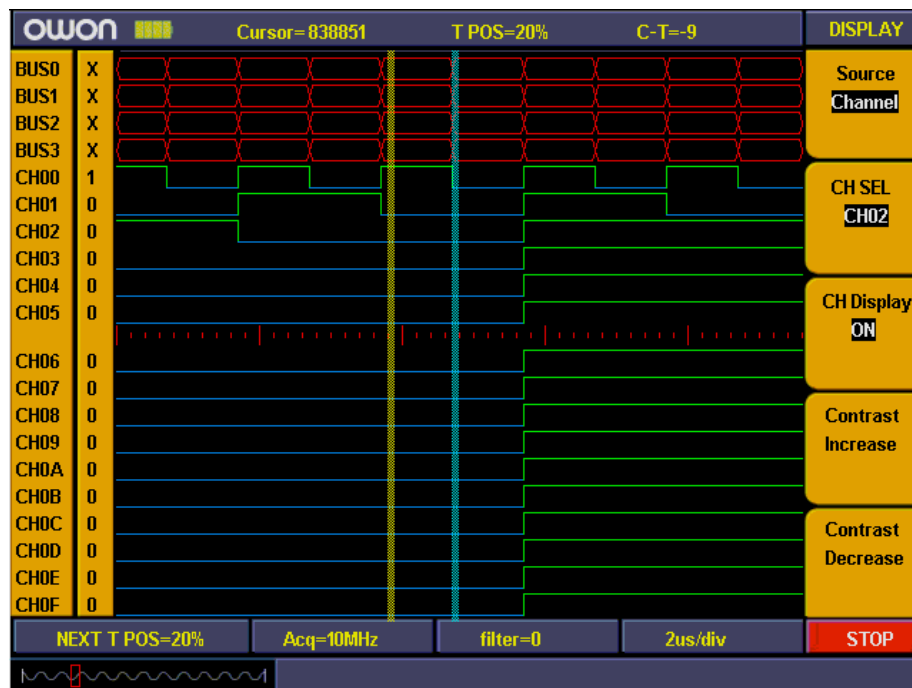 owon Cursor=838851 T POS=20% C-T=-9 DISPLAY
BUS0 X
BUS1 X
BUS2 X
BUS3 X
CH00 1
CH01 0
CH02 0
CH03 0
CH04 0
CH05 0
CH06 0
CH07 0
CH08 0
CH09 0
CH0A 0
CH0B 0
CH0C 0
CH0D 0
CH0E 0
CH0F 0
Source
Channel
CH SEL
CH02
CH Display
ON
Contrast
Increase
Contrast
Decrease
NEXT T POS=20% Acq=10MHz filter=0 2us/div STOP